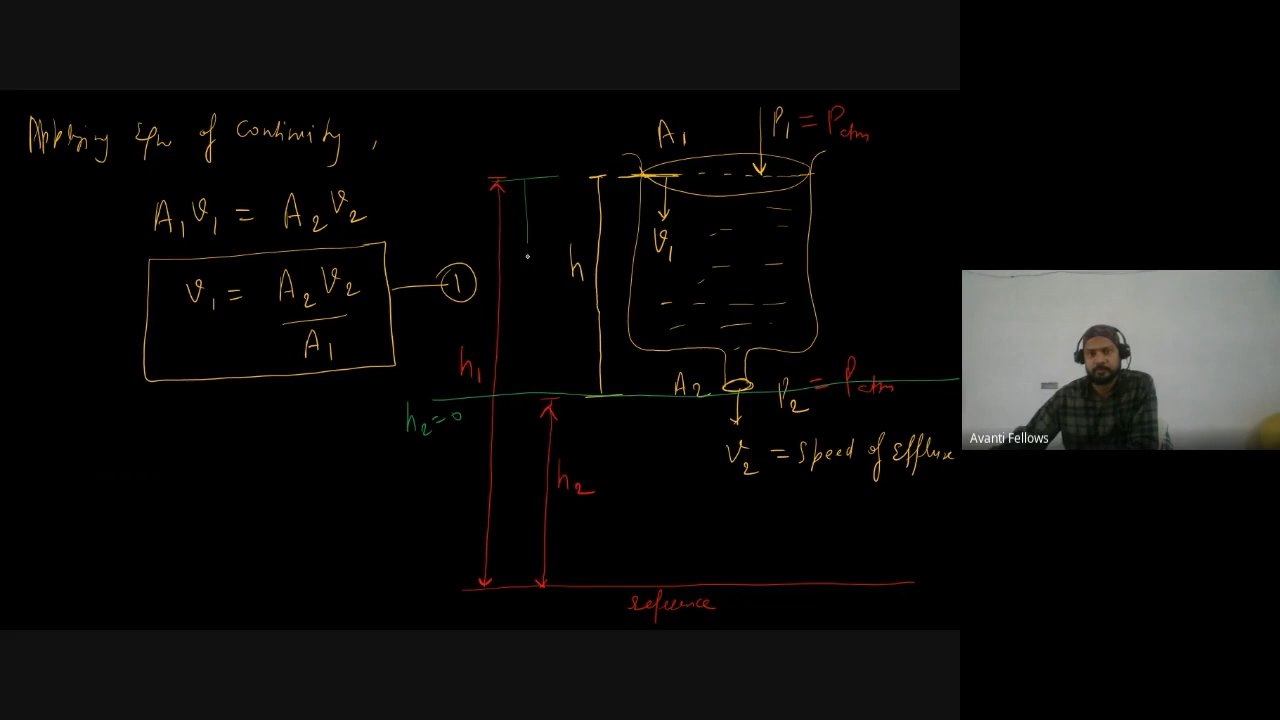 Applying Eqn of Continuity,
A₁v₁ = A₂v₂
v₁ = A₂v₂ / A₁
1
A₁
P₁ = Patm
v₁
h
h₁
h₂=0
A₂
P₂ = Patm
v₂ = Speed of Efflux
h₂
reference
Avanti Fellows